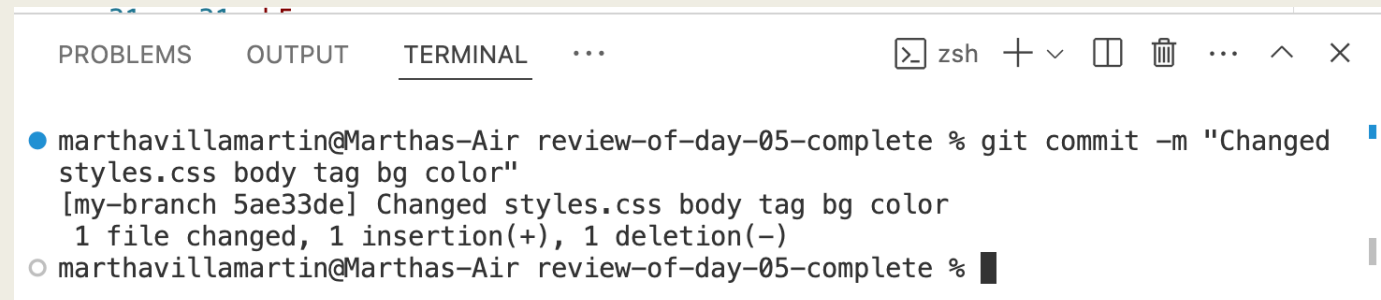 PROBLEMS OUTPUT TERMINAL ... zsh
marthavillamartin@Marthas-Air review-of-day-05-complete % git commit -m "Changed
styles.css body tag bg color"
[my-branch 5ae33de] Changed styles.css body tag bg color
1 file changed, 1 insertion(+), 1 deletion(-)
marthavillamartin@Marthas-Air review-of-day-05-complete %